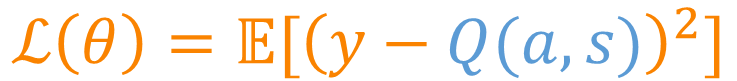 ℒ(θ) = 𝔼[(y − Q(a, s))²]